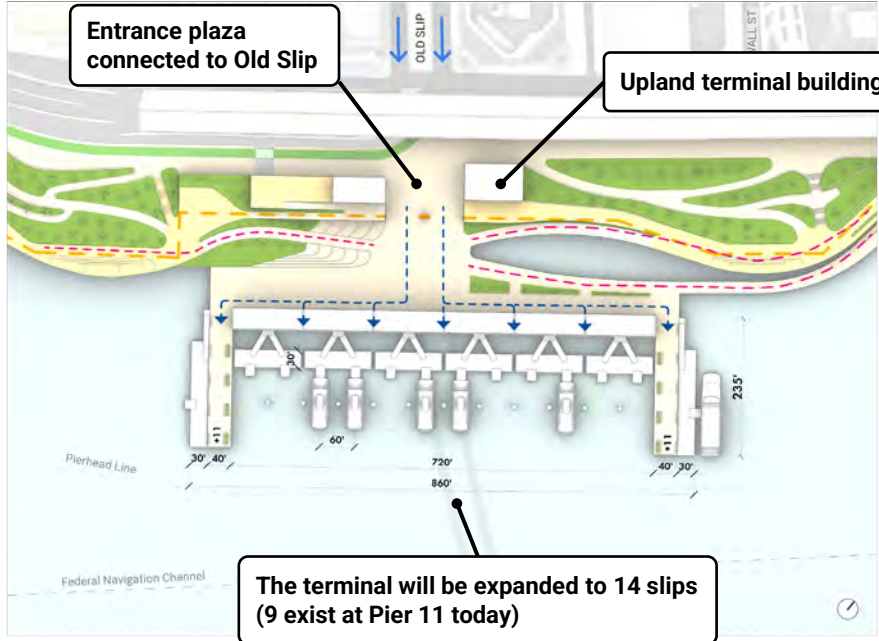 Entrance plaza
connected to Old Slip
OLD SLIP
WALL ST
Upland terminal building
30'
235'
60'
+11
+11
Pierhead Line
30'
40'
720'
40'
30'
860'
Federal Navigation Channel
The terminal will be expanded to 14 slips
(9 exist at Pier 11 today)